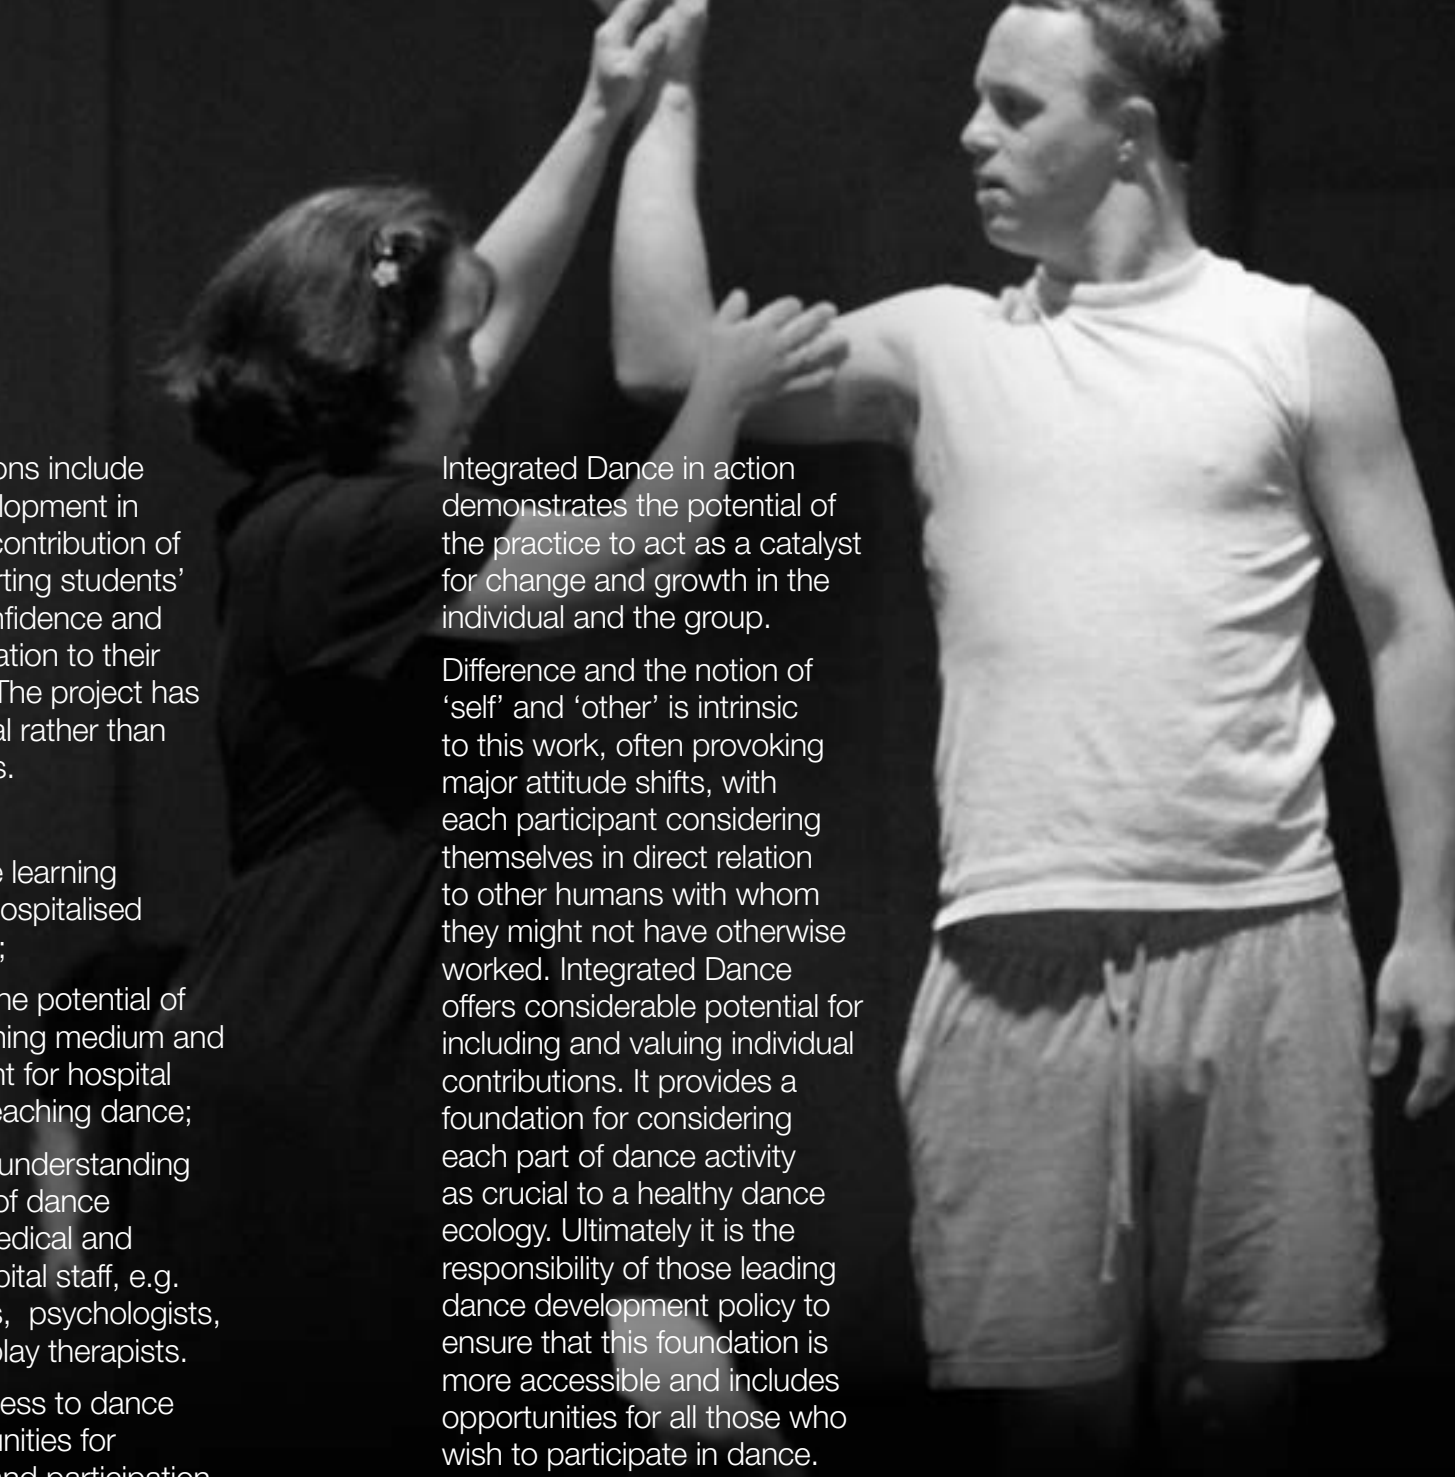 ons include
lopment in
contribution of
rting students’
nfidence and
ation to their
The project has
al rather than
s.
e learning
ospitalised
;
he potential of
ning medium and
nt for hospital
eaching dance;
understanding
of dance
edical and
pital staff, e.g.
s, psychologists,
play therapists.
ess to dance
unities for
nd participation
Integrated Dance in action
demonstrates the potential of
the practice to act as a catalyst
for change and growth in the
individual and the group.
Difference and the notion of
‘self’ and ‘other’ is intrinsic
to this work, often provoking
major attitude shifts, with
each participant considering
themselves in direct relation
to other humans with whom
they might not have otherwise
worked. Integrated Dance
offers considerable potential for
including and valuing individual
contributions. It provides a
foundation for considering
each part of dance activity
as crucial to a healthy dance
ecology. Ultimately it is the
responsibility of those leading
dance development policy to
ensure that this foundation is
more accessible and includes
opportunities for all those who
wish to participate in dance.